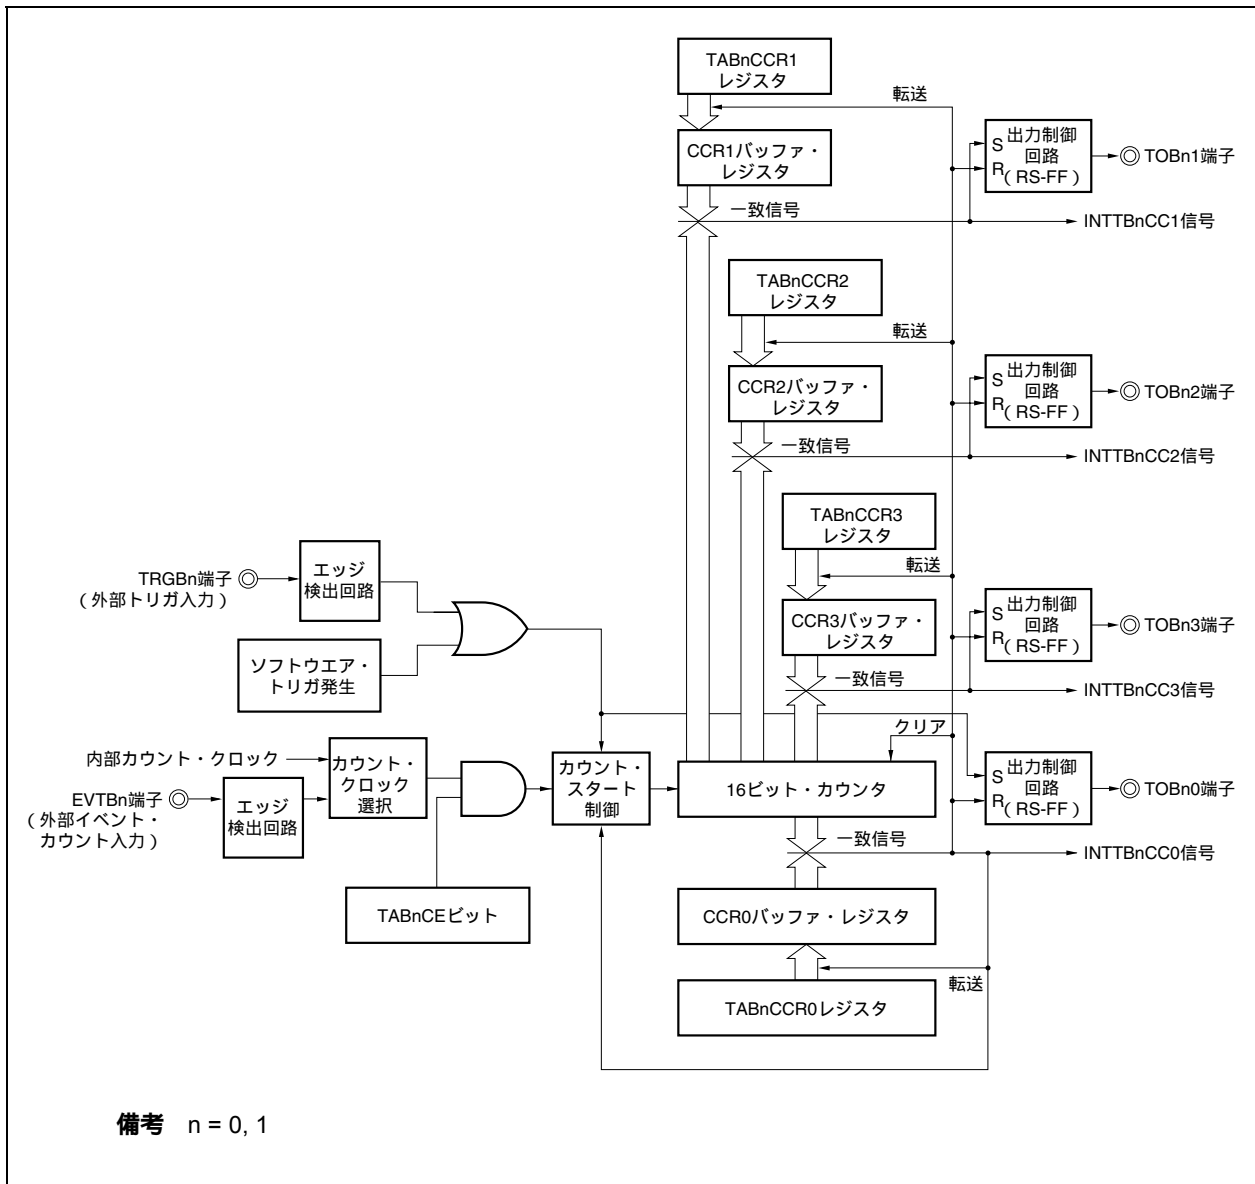 TABnCCR1
レジスタ
転送
CCR1バッファ・
レジスタ
S
R
出力制御
回路
(RS-FF)
TOBn1端子
一致信号
INTTBnCC1信号
TABnCCR2
レジスタ
転送
CCR2バッファ・
レジスタ
S
R
出力制御
回路
(RS-FF)
TOBn2端子
一致信号
INTTBnCC2信号
TABnCCR3
レジスタ
転送
CCR3バッファ・
レジスタ
S
R
出力制御
回路
(RS-FF)
TOBn3端子
一致信号
INTTBnCC3信号
TRGBn端子
(外部トリガ入力)
エッジ
検出回路
ソフトウエア・
トリガ発生
内部カウント・クロック
EVTBn端子
(外部イベント・
カウント入力)
エッジ
検出回路
カウント・
クロック
選択
TABnCEビット
カウント・
スタート
制御
クリア
16ビット・カウンタ
S
R
出力制御
回路
(RS-FF)
TOBn0端子
一致信号
INTTBnCC0信号
CCR0バッファ・レジスタ
転送
TABnCCR0レジスタ
備考 n = 0, 1